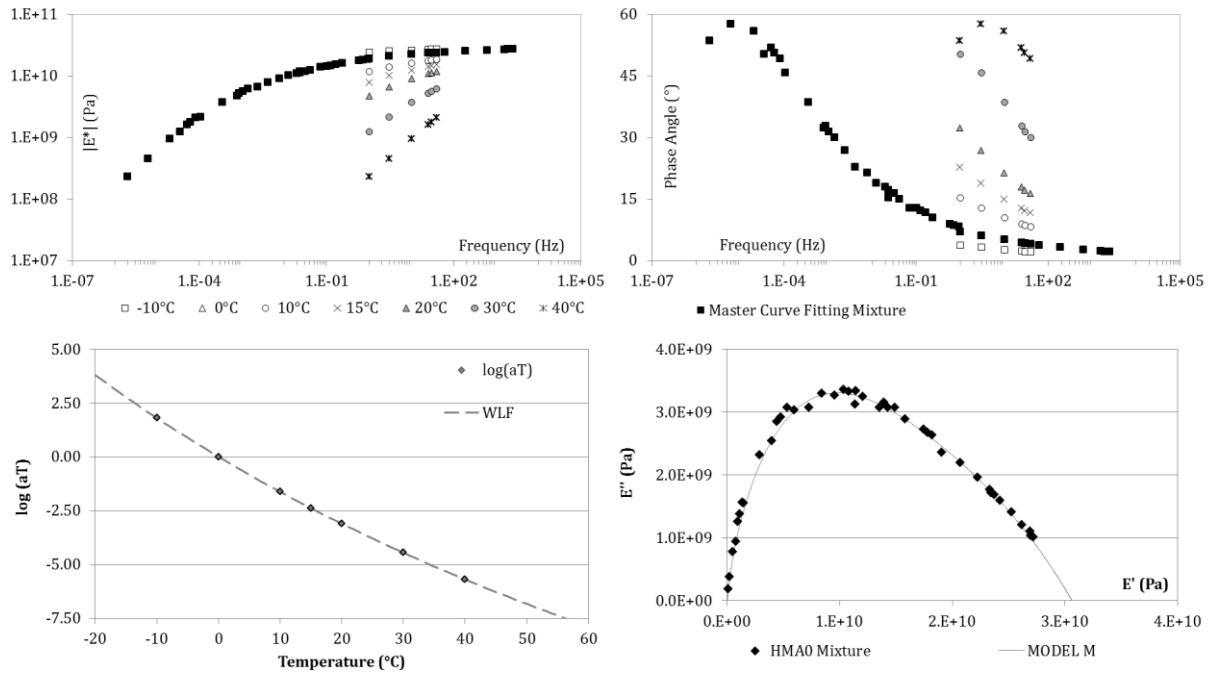 1.E+11
1.E+10
1.E+09
1.E+08
1.E+07
|E*| (Pa)
Frequency (Hz)
1.E-07
1.E-04
1.E-01
1.E+02
1.E+05
-10°C
0°C
10°C
15°C
20°C
30°C
40°C
60
45
30
15
0
Phase Angle (°)
Frequency (Hz)
1.E-07
1.E-04
1.E-01
1.E+02
1.E+05
Master Curve Fitting Mixture
5.00
2.50
0.00
-2.50
-5.00
-7.50
log (aT)
log(aT)
WLF
-20
-10
0
10
20
30
40
50
60
Temperature (°C)
4.0E+09
3.0E+09
2.0E+09
1.0E+09
0.0E+00
E'' (Pa)
E' (Pa)
0.E+00
1.E+10
2.E+10
3.E+10
4.E+10
HMA0 Mixture
MODEL M